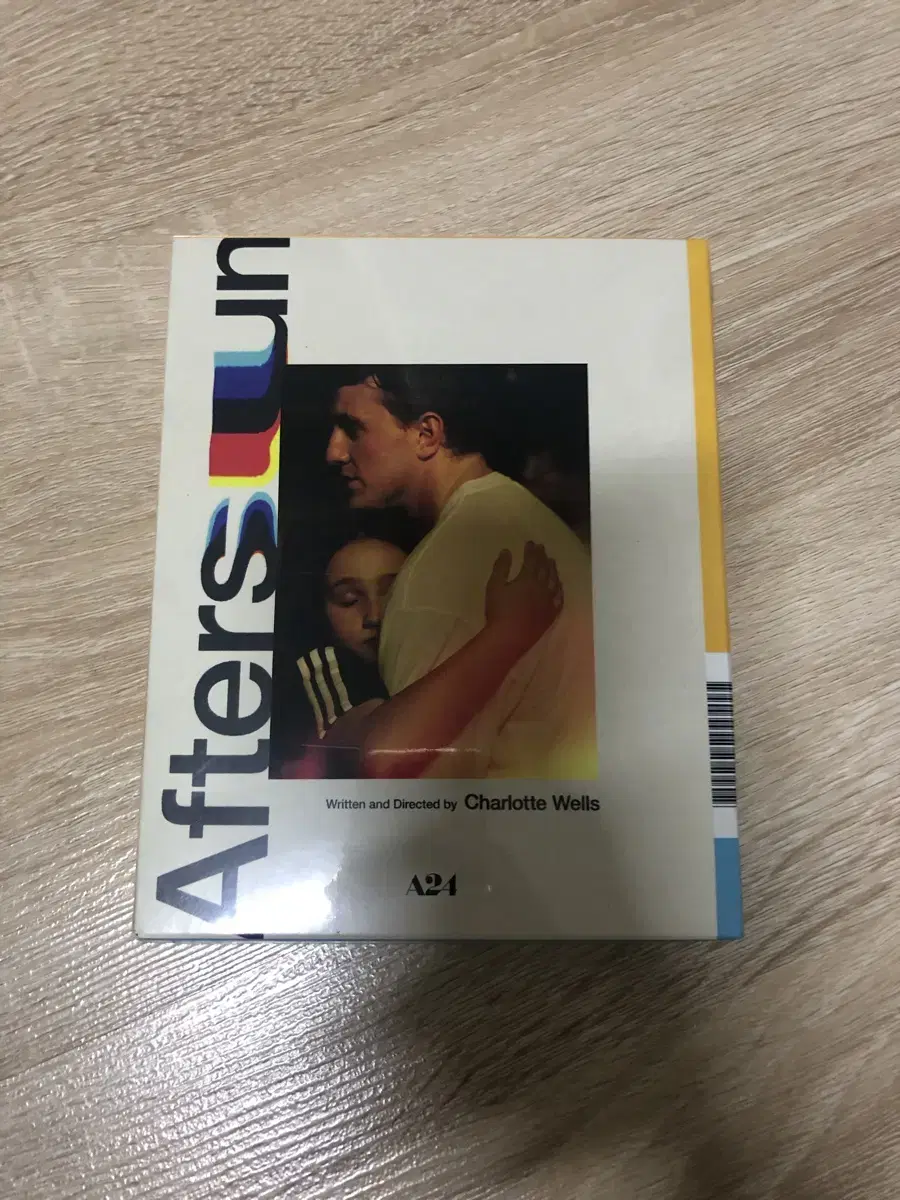 Aftersun
Written and Directed by Charlotte Wells
A24